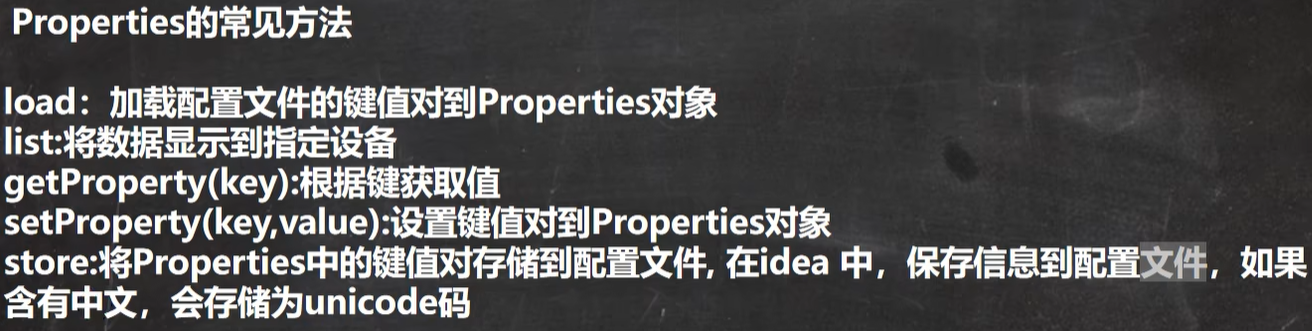 Properties的常见方法
load：加载配置文件的键值对到Properties对象
list:将数据显示到指定设备
getProperty(key):根据键获取值
setProperty(key,value):设置键值对到Properties对象
store:将Properties中的键值对存储到配置文件, 在idea 中，保存信息到配置文件，如果
含有中文，会存储为unicode码